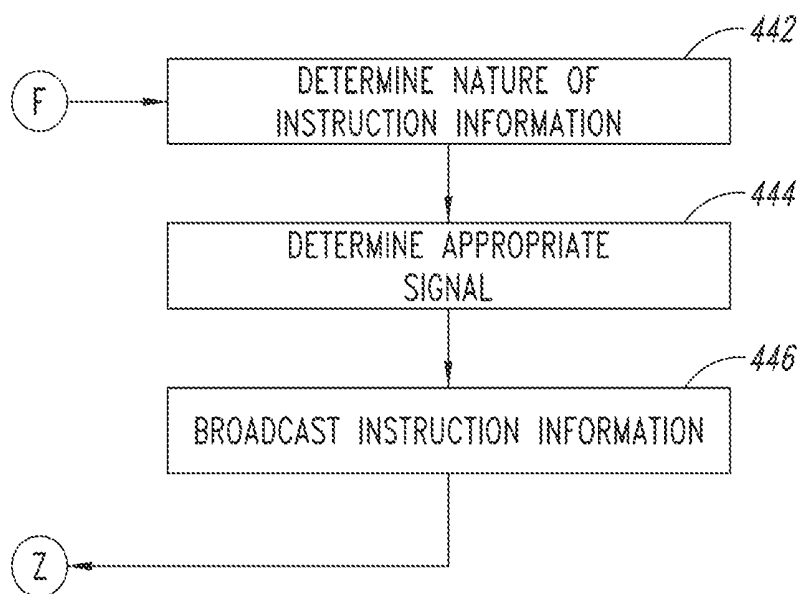 442
F
DETERMINE NATURE OF
INSTRUCTION INFORMATION
444
DETERMINE APPROPRIATE
SIGNAL
446
BROADCAST INSTRUCTION INFORMATION
Z